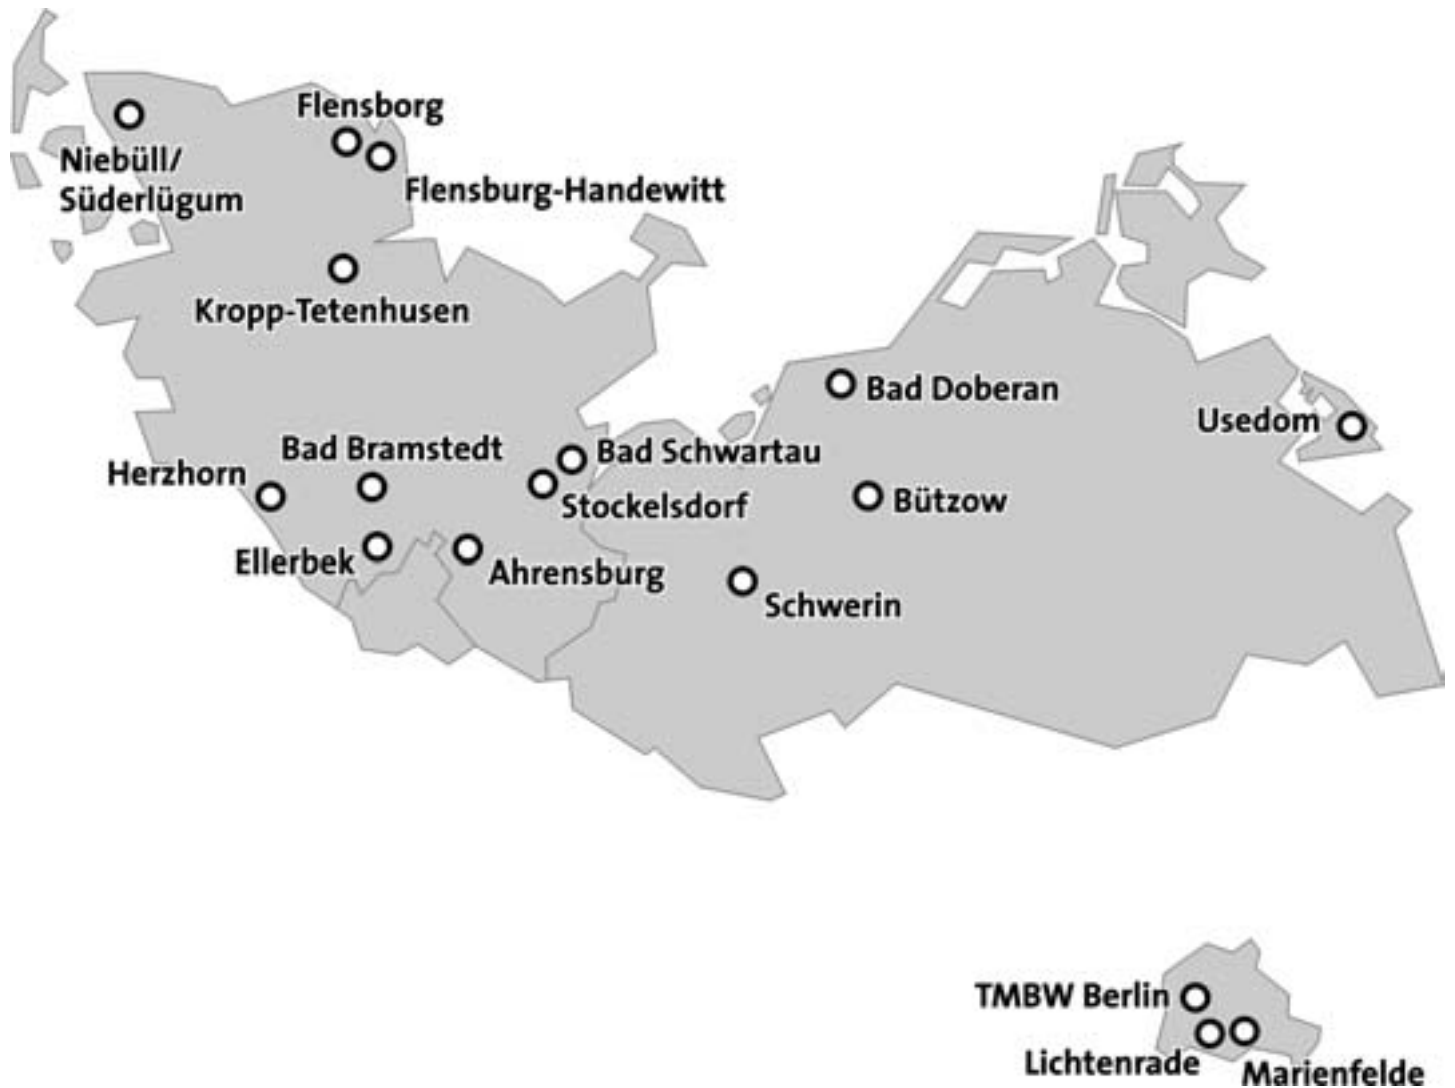 Flensborg
Niebüll/
Süderlügum
Flensburg-Handewitt
Kropp-Tetenhusen
Bad Doberan
Usedom
Bad Bramstedt
Bad Schwartau
Herzhorn
Stockelsdorf
Bützow
Ellerbek
Ahrensburg
Schwerin
TMBW Berlin
Lichtenrade
Marienfelde